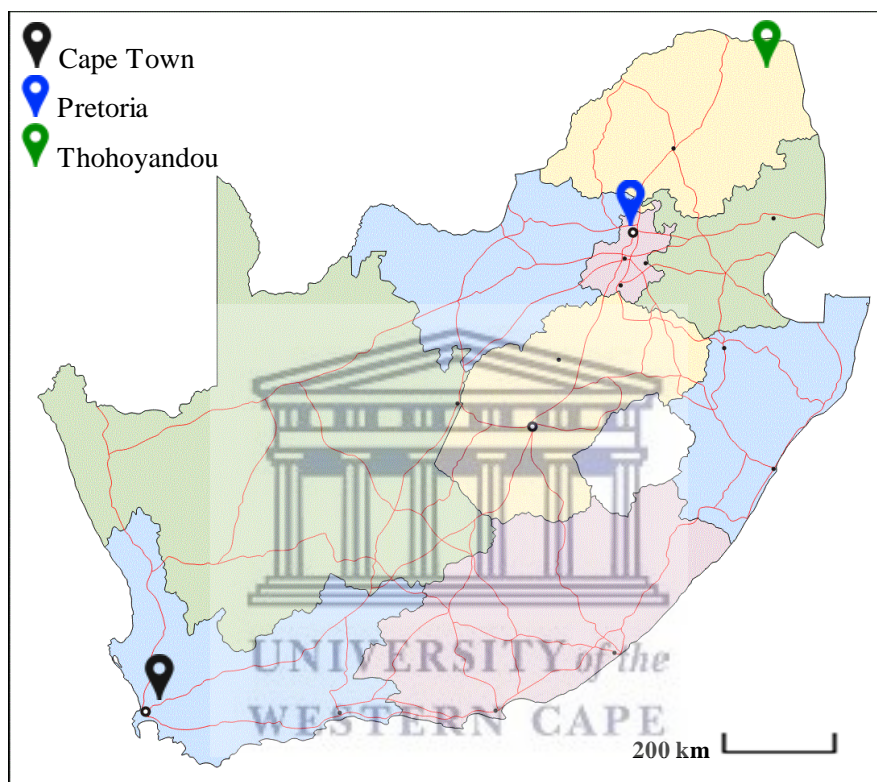 Cape Town
Pretoria
Thohoyandou
UNIVERSITY of the
WESTERN CAPE
200 km